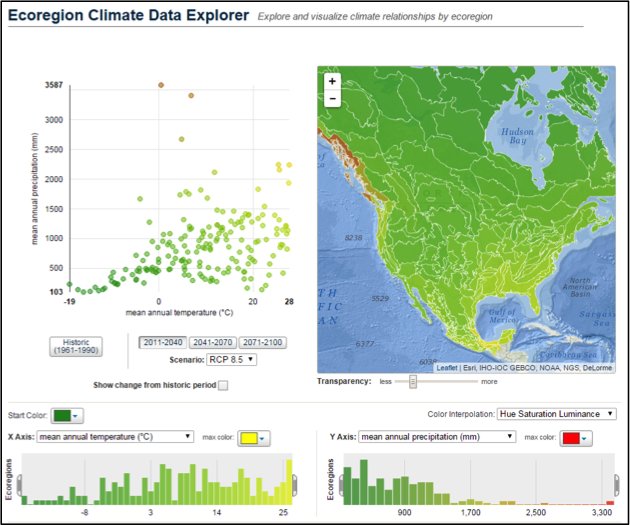 Ecoregion Climate Data Explorer Explore and visualize climate relationships by ecoregion
3587
3000
2500
2000
1500
1000
500
103
mean annual precipitation (mm)
-19 0 20 28
mean annual temperature (°C)
Historic
(1961-1990)
2011-2040 2041-2070 2071-2100
Scenario: RCP 8.5
Show change from historic period
+
−
Hudson
Bay
8238
North
American
Basin
5529
Gulf of
Mexico
6377
6038
Caribbean Sea
Leaflet | Esri, IHO-IOC GEBCO, NOAA, NGS, DeLorme
Transparency: less more
Start Color:
Color Interpolation: Hue Saturation Luminance
X Axis: mean annual temperature (°C) max color:
Y Axis: mean annual precipitation (mm) max color:
Ecoregions
-8 3 14 25
Ecoregions
900 1,700 2,500 3,300